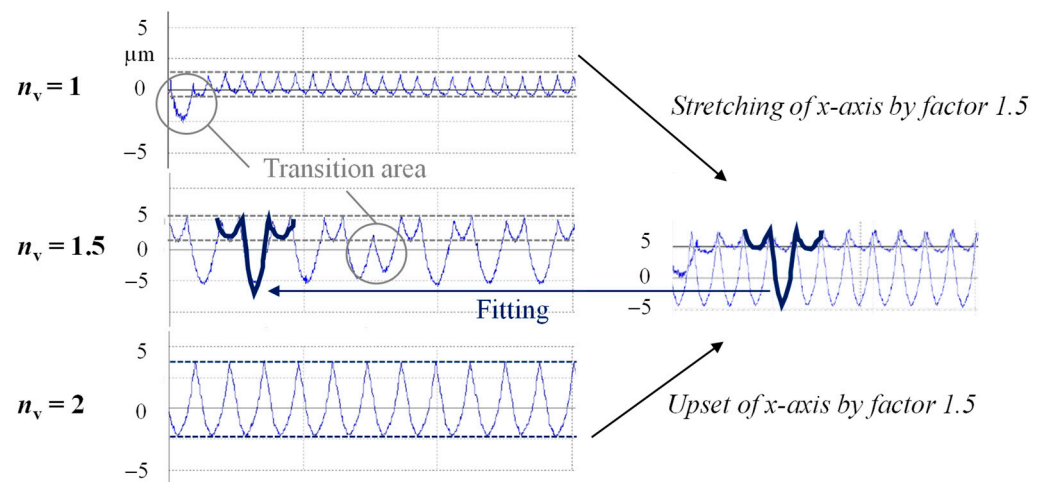 5
μm
n_v = 1
0
Stretching of x-axis by factor 1.5
−5
Transition area
5
5
n_v = 1.5
0
0
−5
−5
Fitting
5
n_v = 2
0
Upset of x-axis by factor 1.5
−5